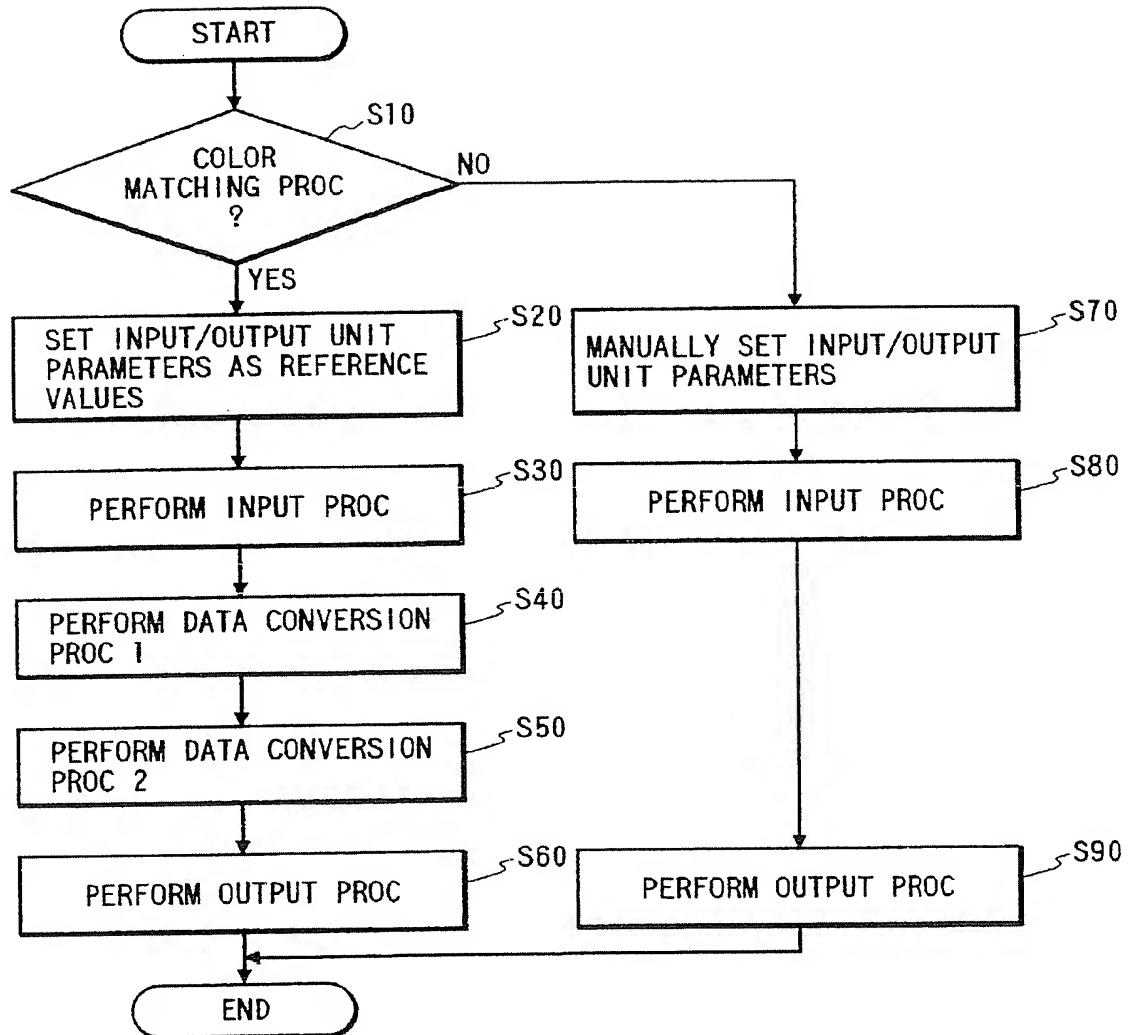 START
S10
COLOR
MATCHING PROC
?
NO
YES
S20
SET INPUT/OUTPUT UNIT
PARAMETERS AS REFERENCE
VALUES
S70
MANUALLY SET INPUT/OUTPUT
UNIT PARAMETERS
S30
PERFORM INPUT PROC
S80
PERFORM INPUT PROC
S40
PERFORM DATA CONVERSION
PROC 1
S50
PERFORM DATA CONVERSION
PROC 2
S60
PERFORM OUTPUT PROC
S90
PERFORM OUTPUT PROC
END